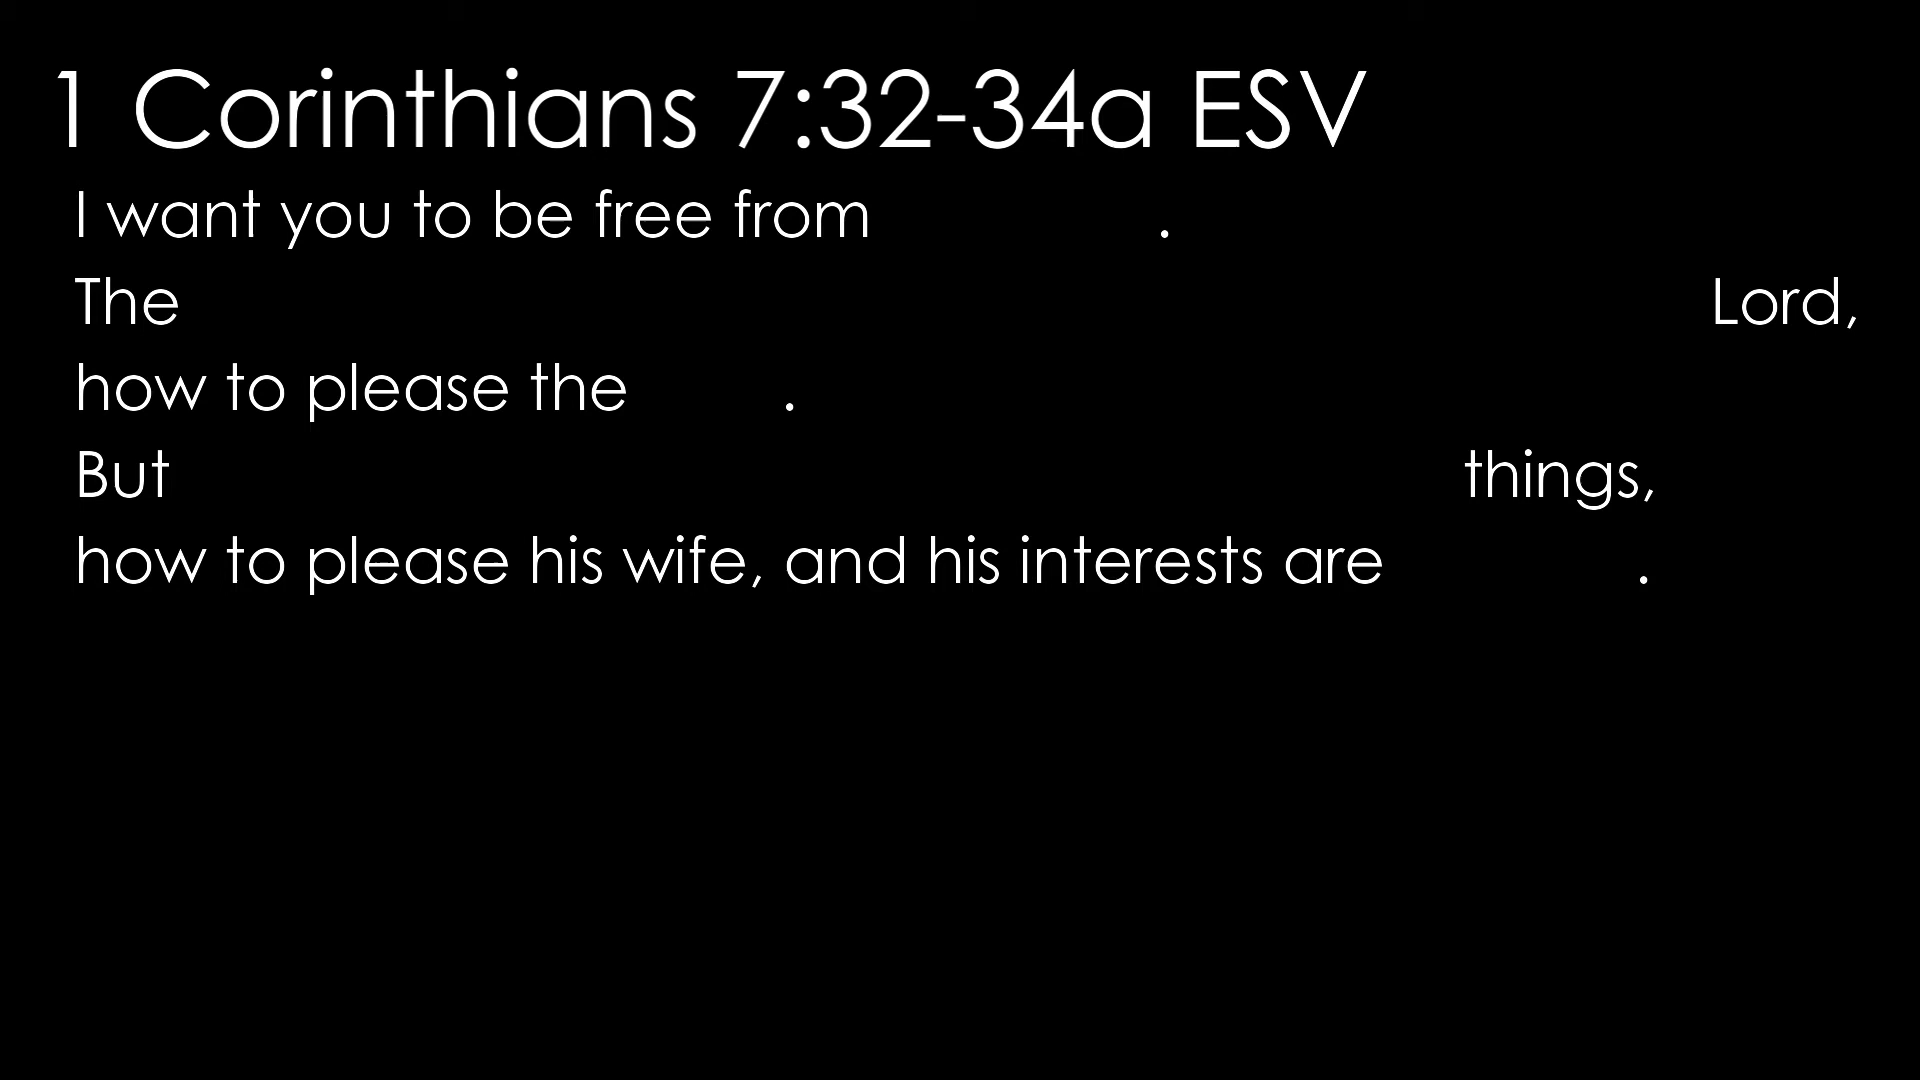 1 Corinthians 7:32-34a ESV
I want you to be free from .
The Lord,
how to please the .
But things,
how to please his wife, and his interests are .